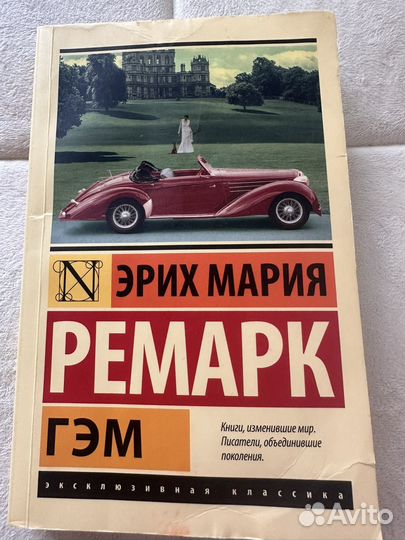 N
ЭРИХ МАРИЯ
РЕМАРК
ГЭМ
Книги, изменившие мир.
Писатели, объединившие
поколения.
эксклюзивная классика
Avito